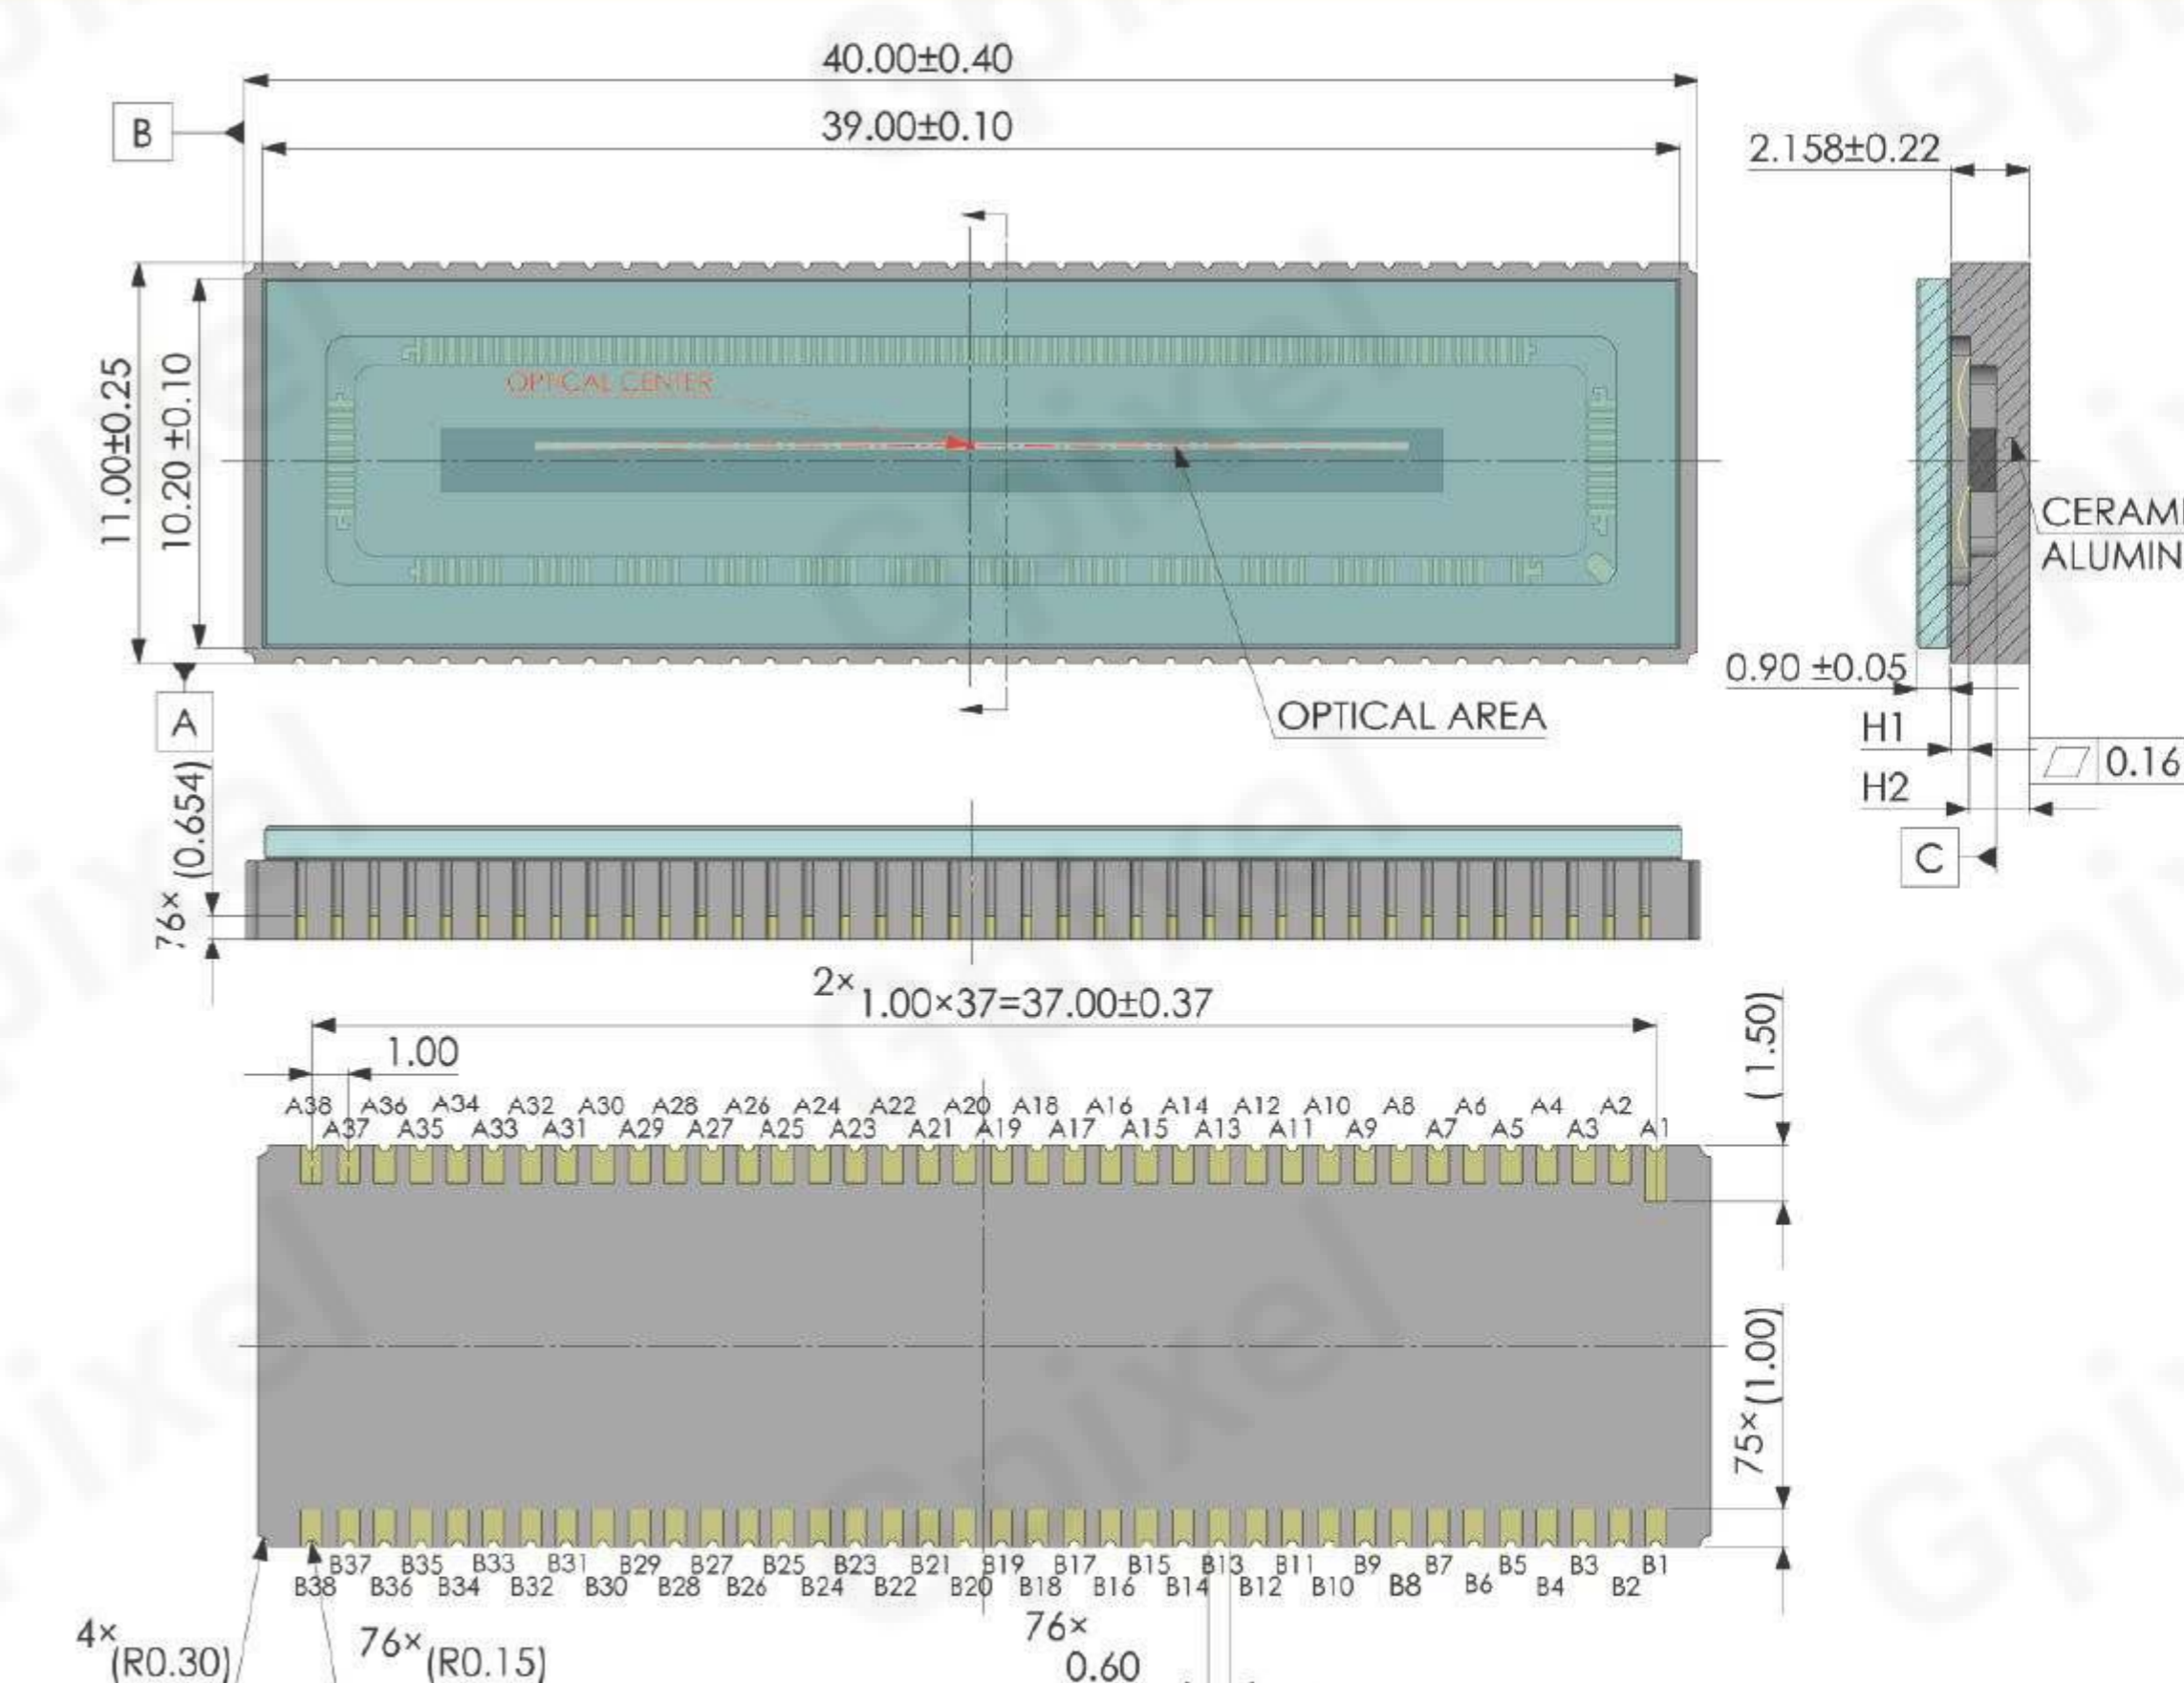 40.00±0.40
B
39.00±0.10
2.158±0.22
11.00±0.25
10.20 ±0.10
OPTICAL CENTER
CERAMI
ALUMIN
0.90 ±0.05
A
OPTICAL AREA
H1
0.16
H2
C
76× (0.654)
2× 1.00×37=37.00±0.37
1.00
(1.50)
A38 A36 A34 A32 A30 A28 A26 A24 A22 A20 A18 A16 A14 A12 A10 A8 A6 A4 A2
A37 A35 A33 A31 A29 A27 A25 A23 A21 A19 A17 A15 A13 A11 A9 A7 A5 A3 A1
75× (1.00)
B37 B35 B33 B31 B29 B27 B25 B23 B21 B19 B17 B15 B13 B11 B9 B7 B5 B3 B1
B38 B36 B34 B32 B30 B28 B26 B24 B22 B20 B18 B16 B14 B12 B10 B8 B6 B4 B2
4× (R0.30)
76× (R0.15)
76×
0.60
Gpixel